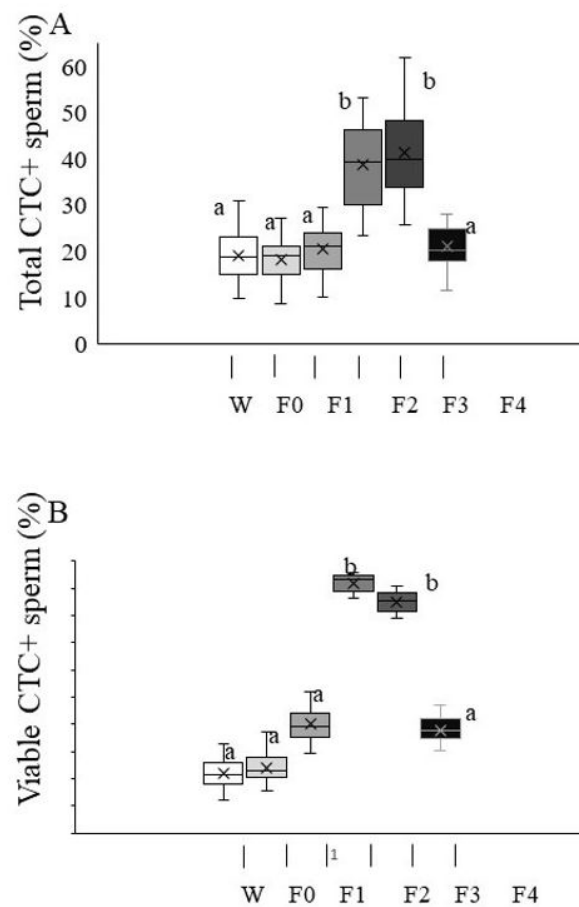 A
Total CTC+ sperm (%)
60
50
40
30
20
10
0
a
a
a
b
b
a
W F0 F1 F2 F3 F4
B
Viable CTC+ sperm (%)
a
a
a
b
b
a
1
W F0 F1 F2 F3 F4